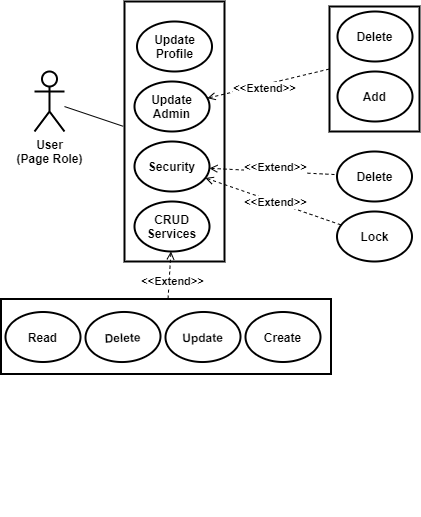 Update
Profile
Delete
<<Extend>>
Update
Admin
Add
User
(Page Role)
Security
<<Extend>>
Delete
<<Extend>>
CRUD
Services
Lock
<<Extend>>
Read
Delete
Update
Create